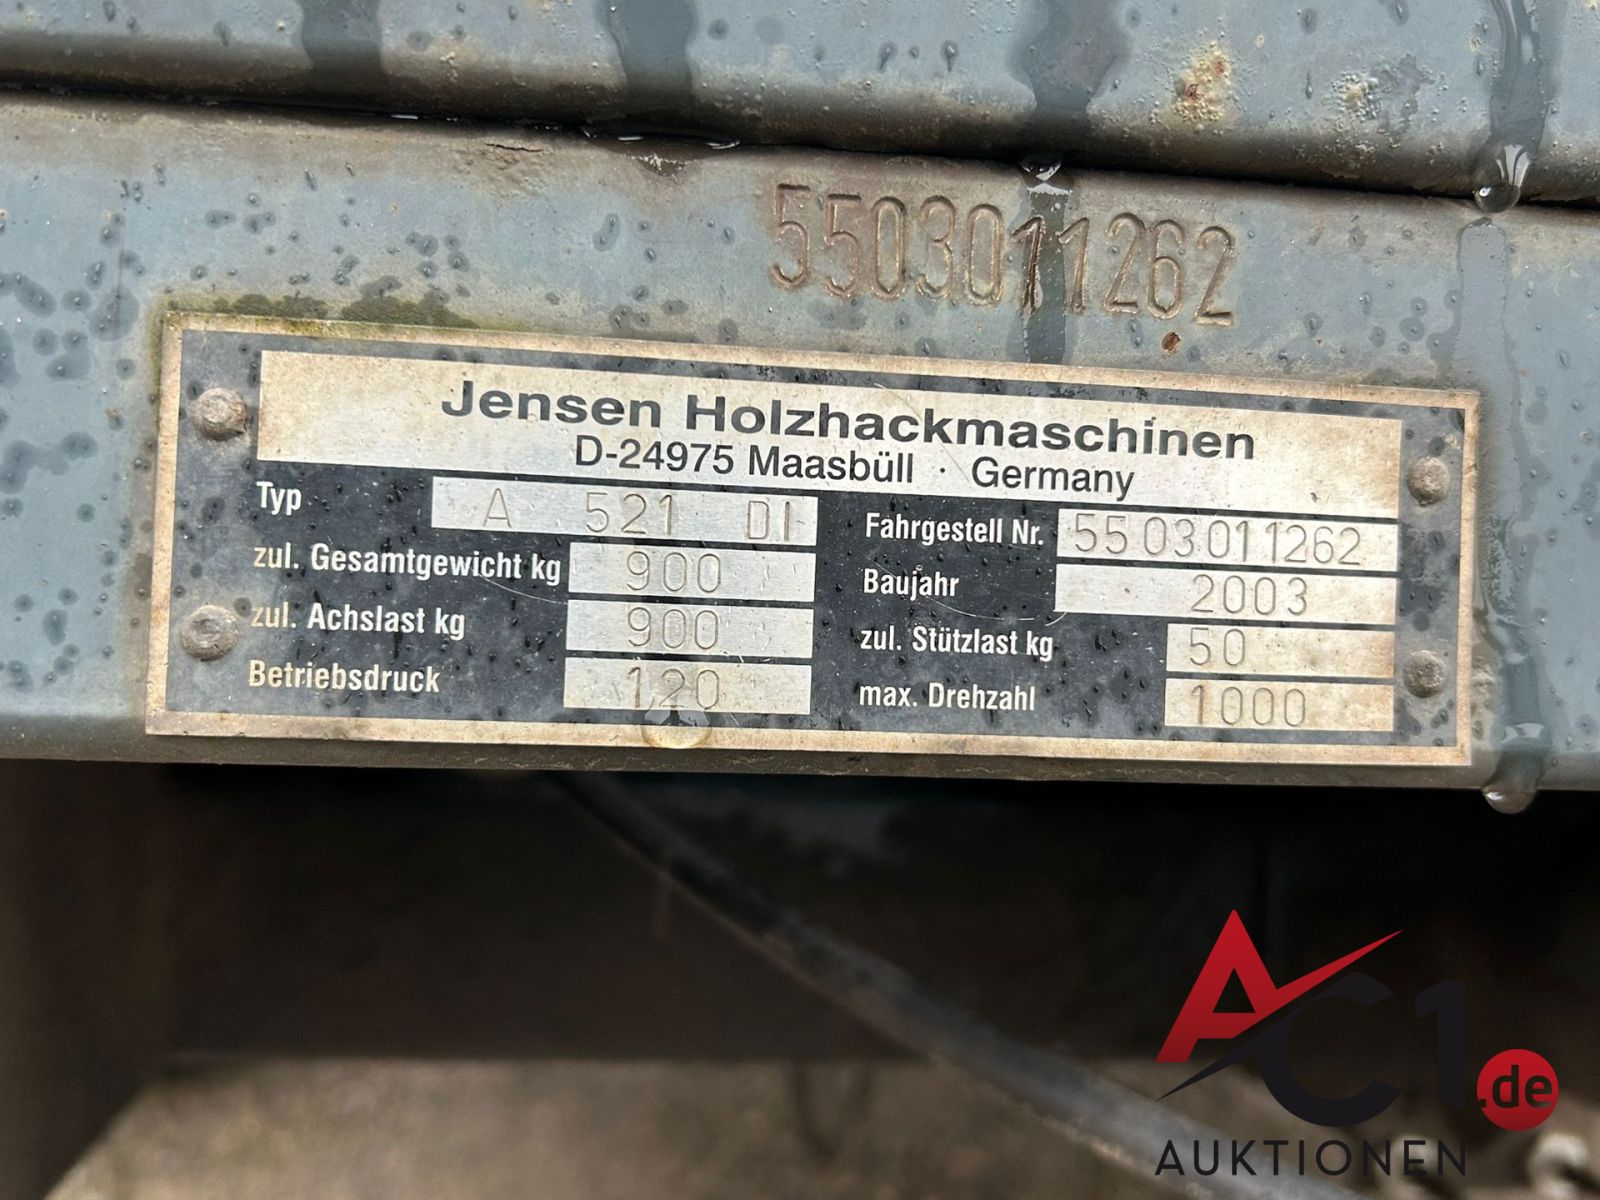 5503011262
Jensen Holzhackmaschinen
D-24975 Maasbüll · Germany
Typ A 521 DI
zul. Gesamtgewicht kg 900
zul. Achslast kg 900
Betriebsdruck 120
Fahrgestell Nr. 5503011262
Baujahr 2003
zul. Stützlast kg 50
max. Drehzahl 1000
AC1.de
AUKTIONEN